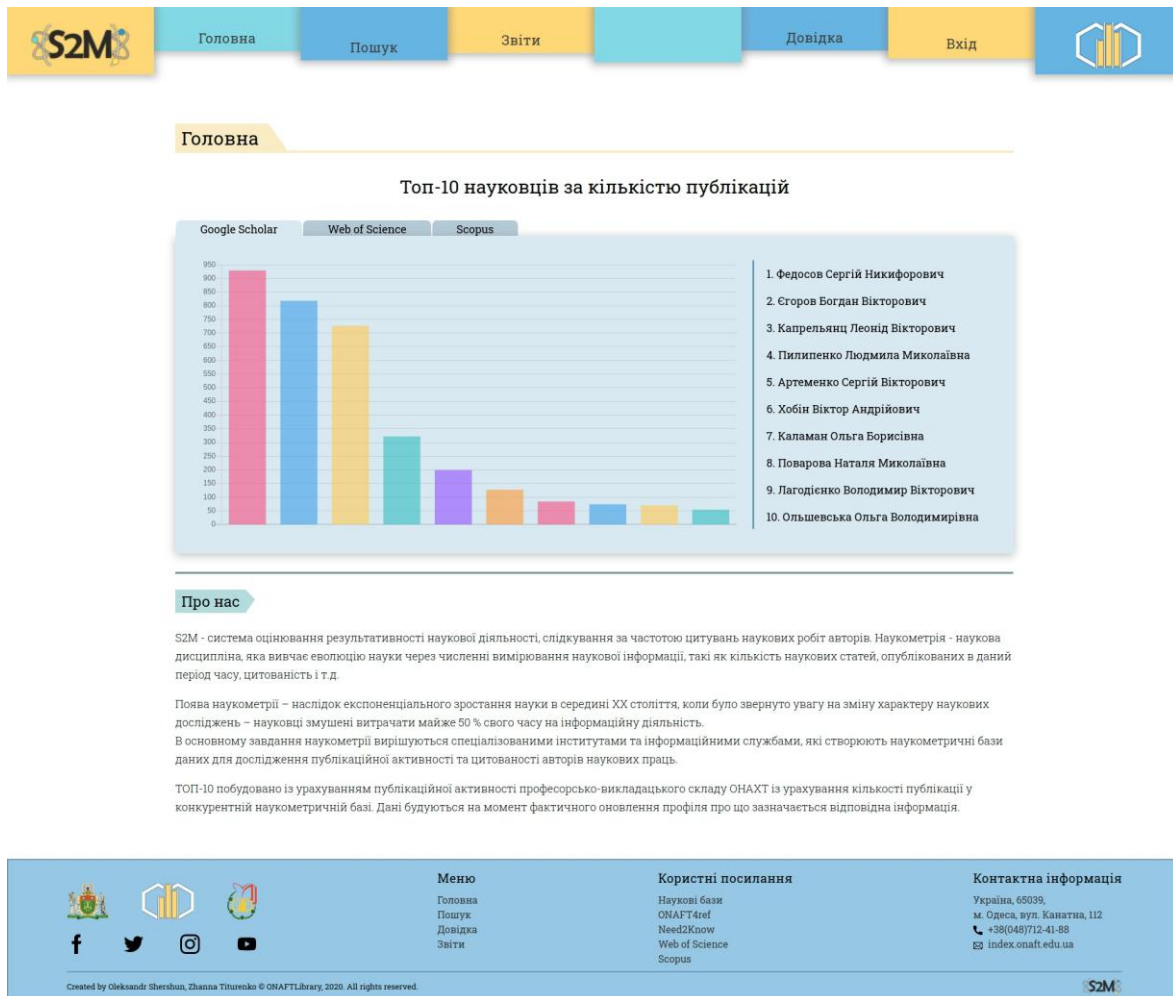 S2M
Головна
Пошук
Звіти
Довідка
Вхід
Головна
Топ-10 науковців за кількістю публікацій
Google Scholar
Web of Science
Scopus
950
900
850
800
750
700
650
600
550
500
450
400
350
300
250
200
150
100
50
0
1. Федосов Сергій Никифорович
2. Єгоров Богдан Вікторович
3. Капрельянц Леонід Вікторович
4. Пилипенко Людмила Миколаївна
5. Артеменко Сергій Вікторович
6. Хобін Віктор Андрійович
7. Каламан Ольга Борисівна
8. Поварова Наталя Миколаївна
9. Лагодієнко Володимир Вікторович
10. Ольшевська Ольга Володимирівна
Про нас
S2M - система оцінювання результативності наукової діяльності, слідкування за частотою цитувань наукових робіт авторів. Наукометрія - наукова
дисципліна, яка вивчає еволюцію науки через численні вимірювання наукової інформації, такі як кількість наукових статей, опублікованих в даний
період часу, цитованість і т.д.
Поява наукометрії – наслідок експоненціального зростання науки в середині XX століття, коли було звернуто увагу на зміну характеру наукових
досліджень – науковці змушені витрачати майже 50 % свого часу на інформаційну діяльність.
В основному завдання наукометрії вирішуються спеціалізованими інститутами та інформаційними службами, які створюють наукометричні бази
даних для дослідження публікаційної активності та цитованості авторів наукових праць.
ТОП-10 побудовано із урахуванням публікаційної активності професорсько-викладацького складу ОНАХТ із урахування кількості публікації у
конкурентній наукометричній базі. Дані будуються на момент фактичного оновлення профіля про що зазначається відповідна інформація.
Меню
Головна
Пошук
Довідка
Звіти
Користні посилання
Наукові бази
ONAFT4ref
Need2Know
Web of Science
Scopus
Контактна інформація
Україна, 65039,
м. Одеса, вул. Канатна, 112
+38(048)712-41-88
index.onaft.edu.ua
Created by Oleksandr Shershun, Zhanna Titurenko © ONAFTLibrary, 2020. All rights reserved.
S2M